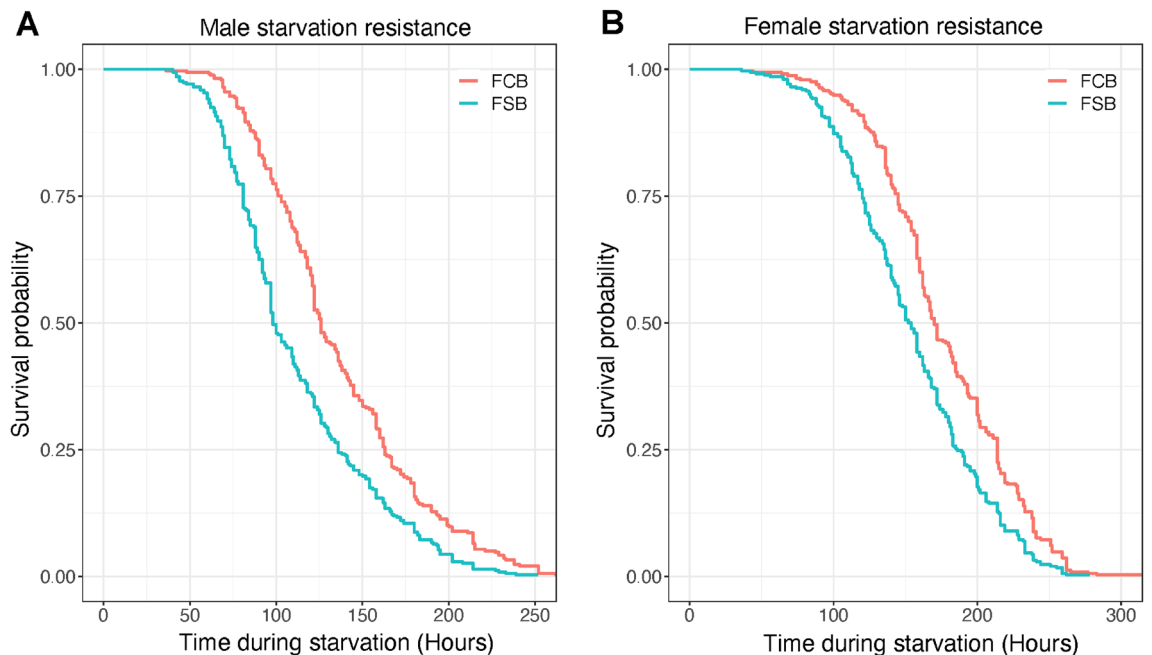 A
Male starvation resistance
1.00
0.75
0.50
0.25
0.00
Survival probability
FCB
FSB
0
50
100
150
200
250
Time during starvation (Hours)
B
Female starvation resistance
1.00
0.75
0.50
0.25
0.00
Survival probability
FCB
FSB
0
100
200
300
Time during starvation (Hours)